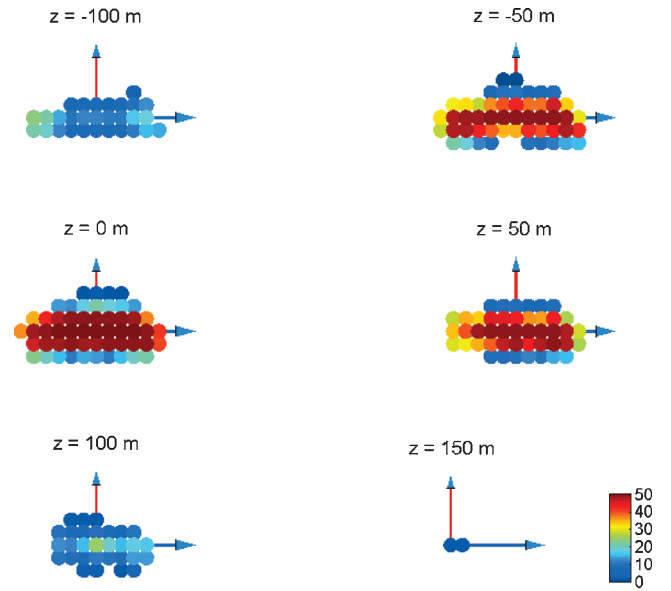 z = -100 m
z = -50 m
z = 0 m
z = 50 m
z = 100 m
z = 150 m
50
40
30
20
10
0